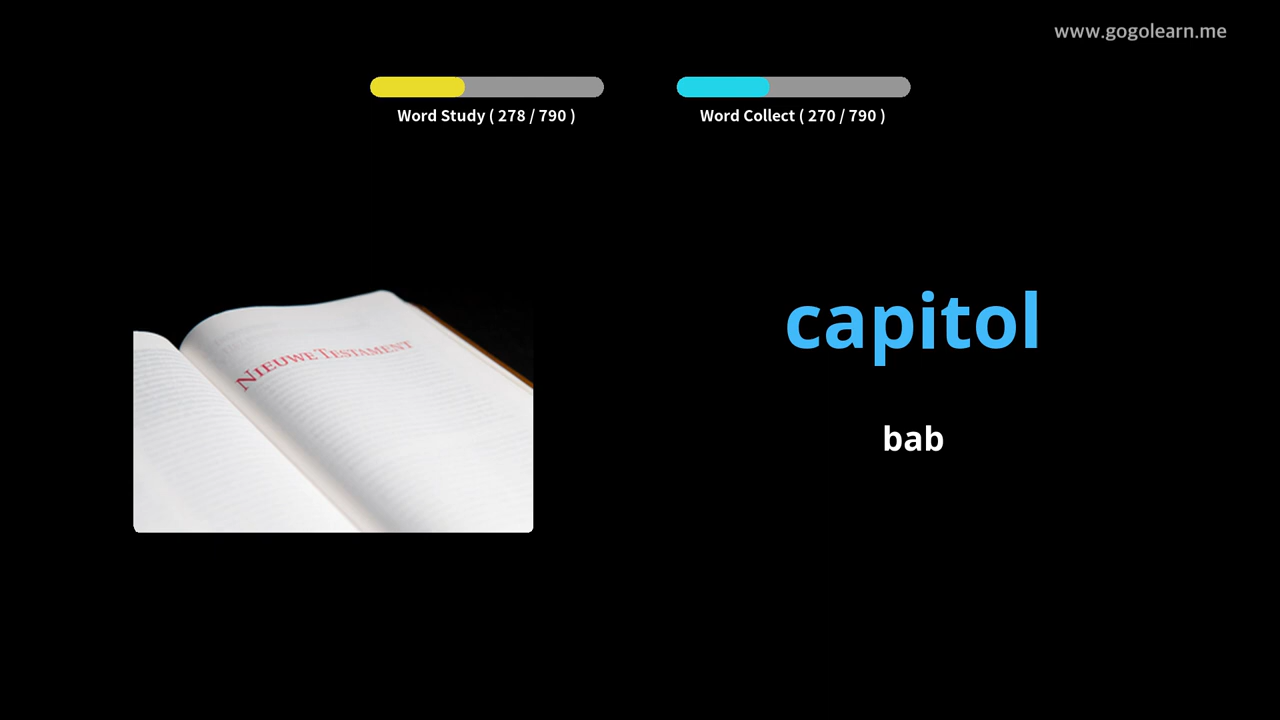 www.gogolearn.me
Word Study ( 278 / 790 )
Word Collect ( 270 / 790 )
NIEUWE TESTAMENT
capitol
bab